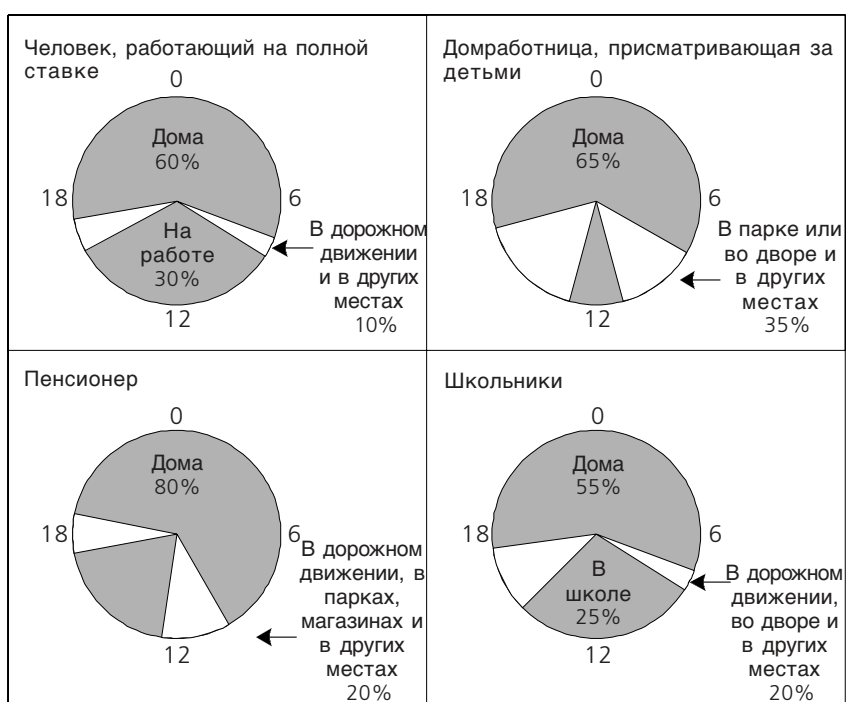 Человек, работающий на полной
ставке
0
Дома
60%
18
6
На
работе
30%
В дорожном
движении
и в других
местах
10%
12
Домработница, присматривающая за
детьми
0
Дома
65%
18
6
В парке или
во дворе и
в других
местах
35%
12
Пенсионер
0
Дома
80%
18
6
В дорожном
движении, в
парках,
магазинах и
в других
местах
20%
12
Школьники
0
Дома
55%
18
6
В
школе
25%
В дорожном
движении,
во дворе и
в других
местах
20%
12